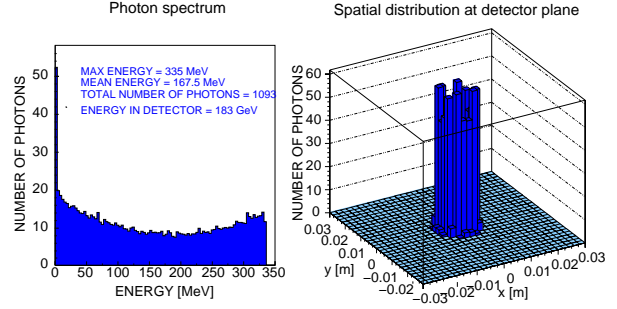 Photon spectrum
NUMBER OF PHOTONS
50
40
30
20
10
0
MAX ENERGY = 335 MeV
MEAN ENERGY = 167.5 MeV
TOTAL NUMBER OF PHOTONS = 1093
ENERGY IN DETECTOR = 183 GeV
0 50 100 150 200 250 300 350
ENERGY [MeV]
Spatial distribution at detector plane
NUMBER OF PHOTONS
60
50
40
30
20
10
0
0.03
0.02
0.01
0
-0.01
-0.02
-0.03
y [m]
-0.02
-0.01
0
0.01
0.02
0.03
x [m]